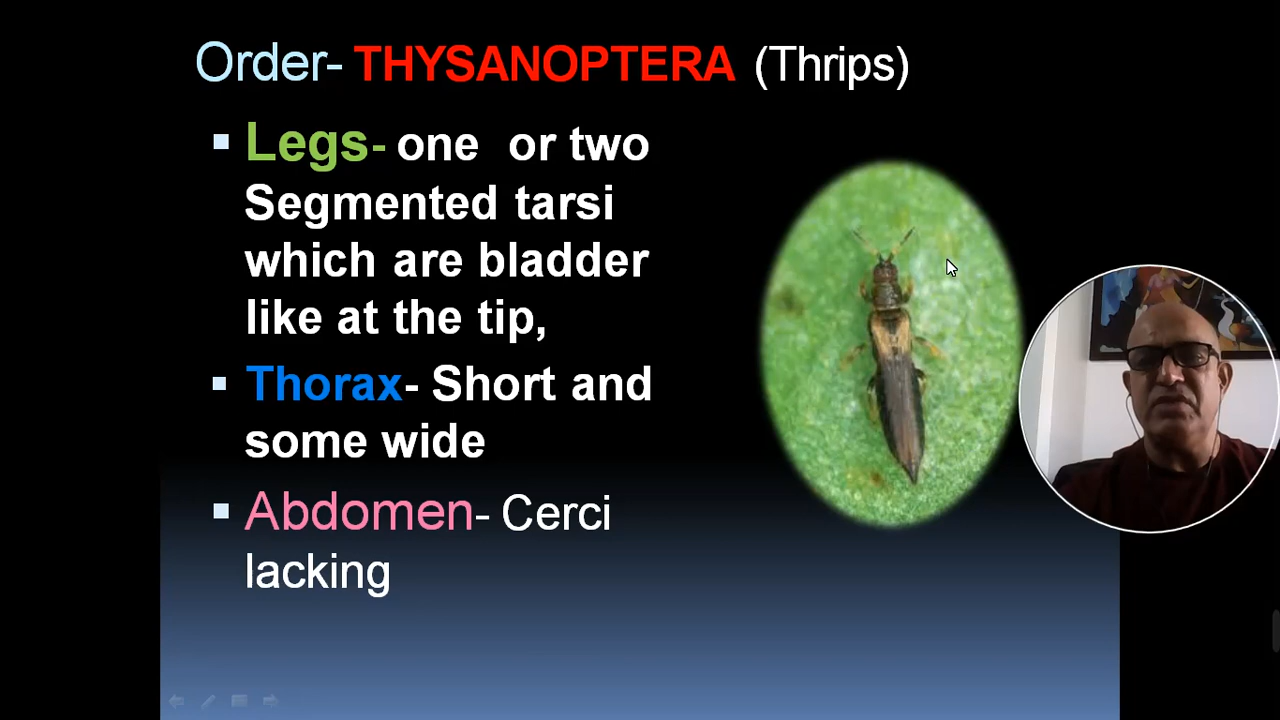 Order- THYSANOPTERA (Thrips)
Legs- one or two
Segmented tarsi
which are bladder
like at the tip,
Thorax- Short and
some wide
Abdomen- Cerci
lacking